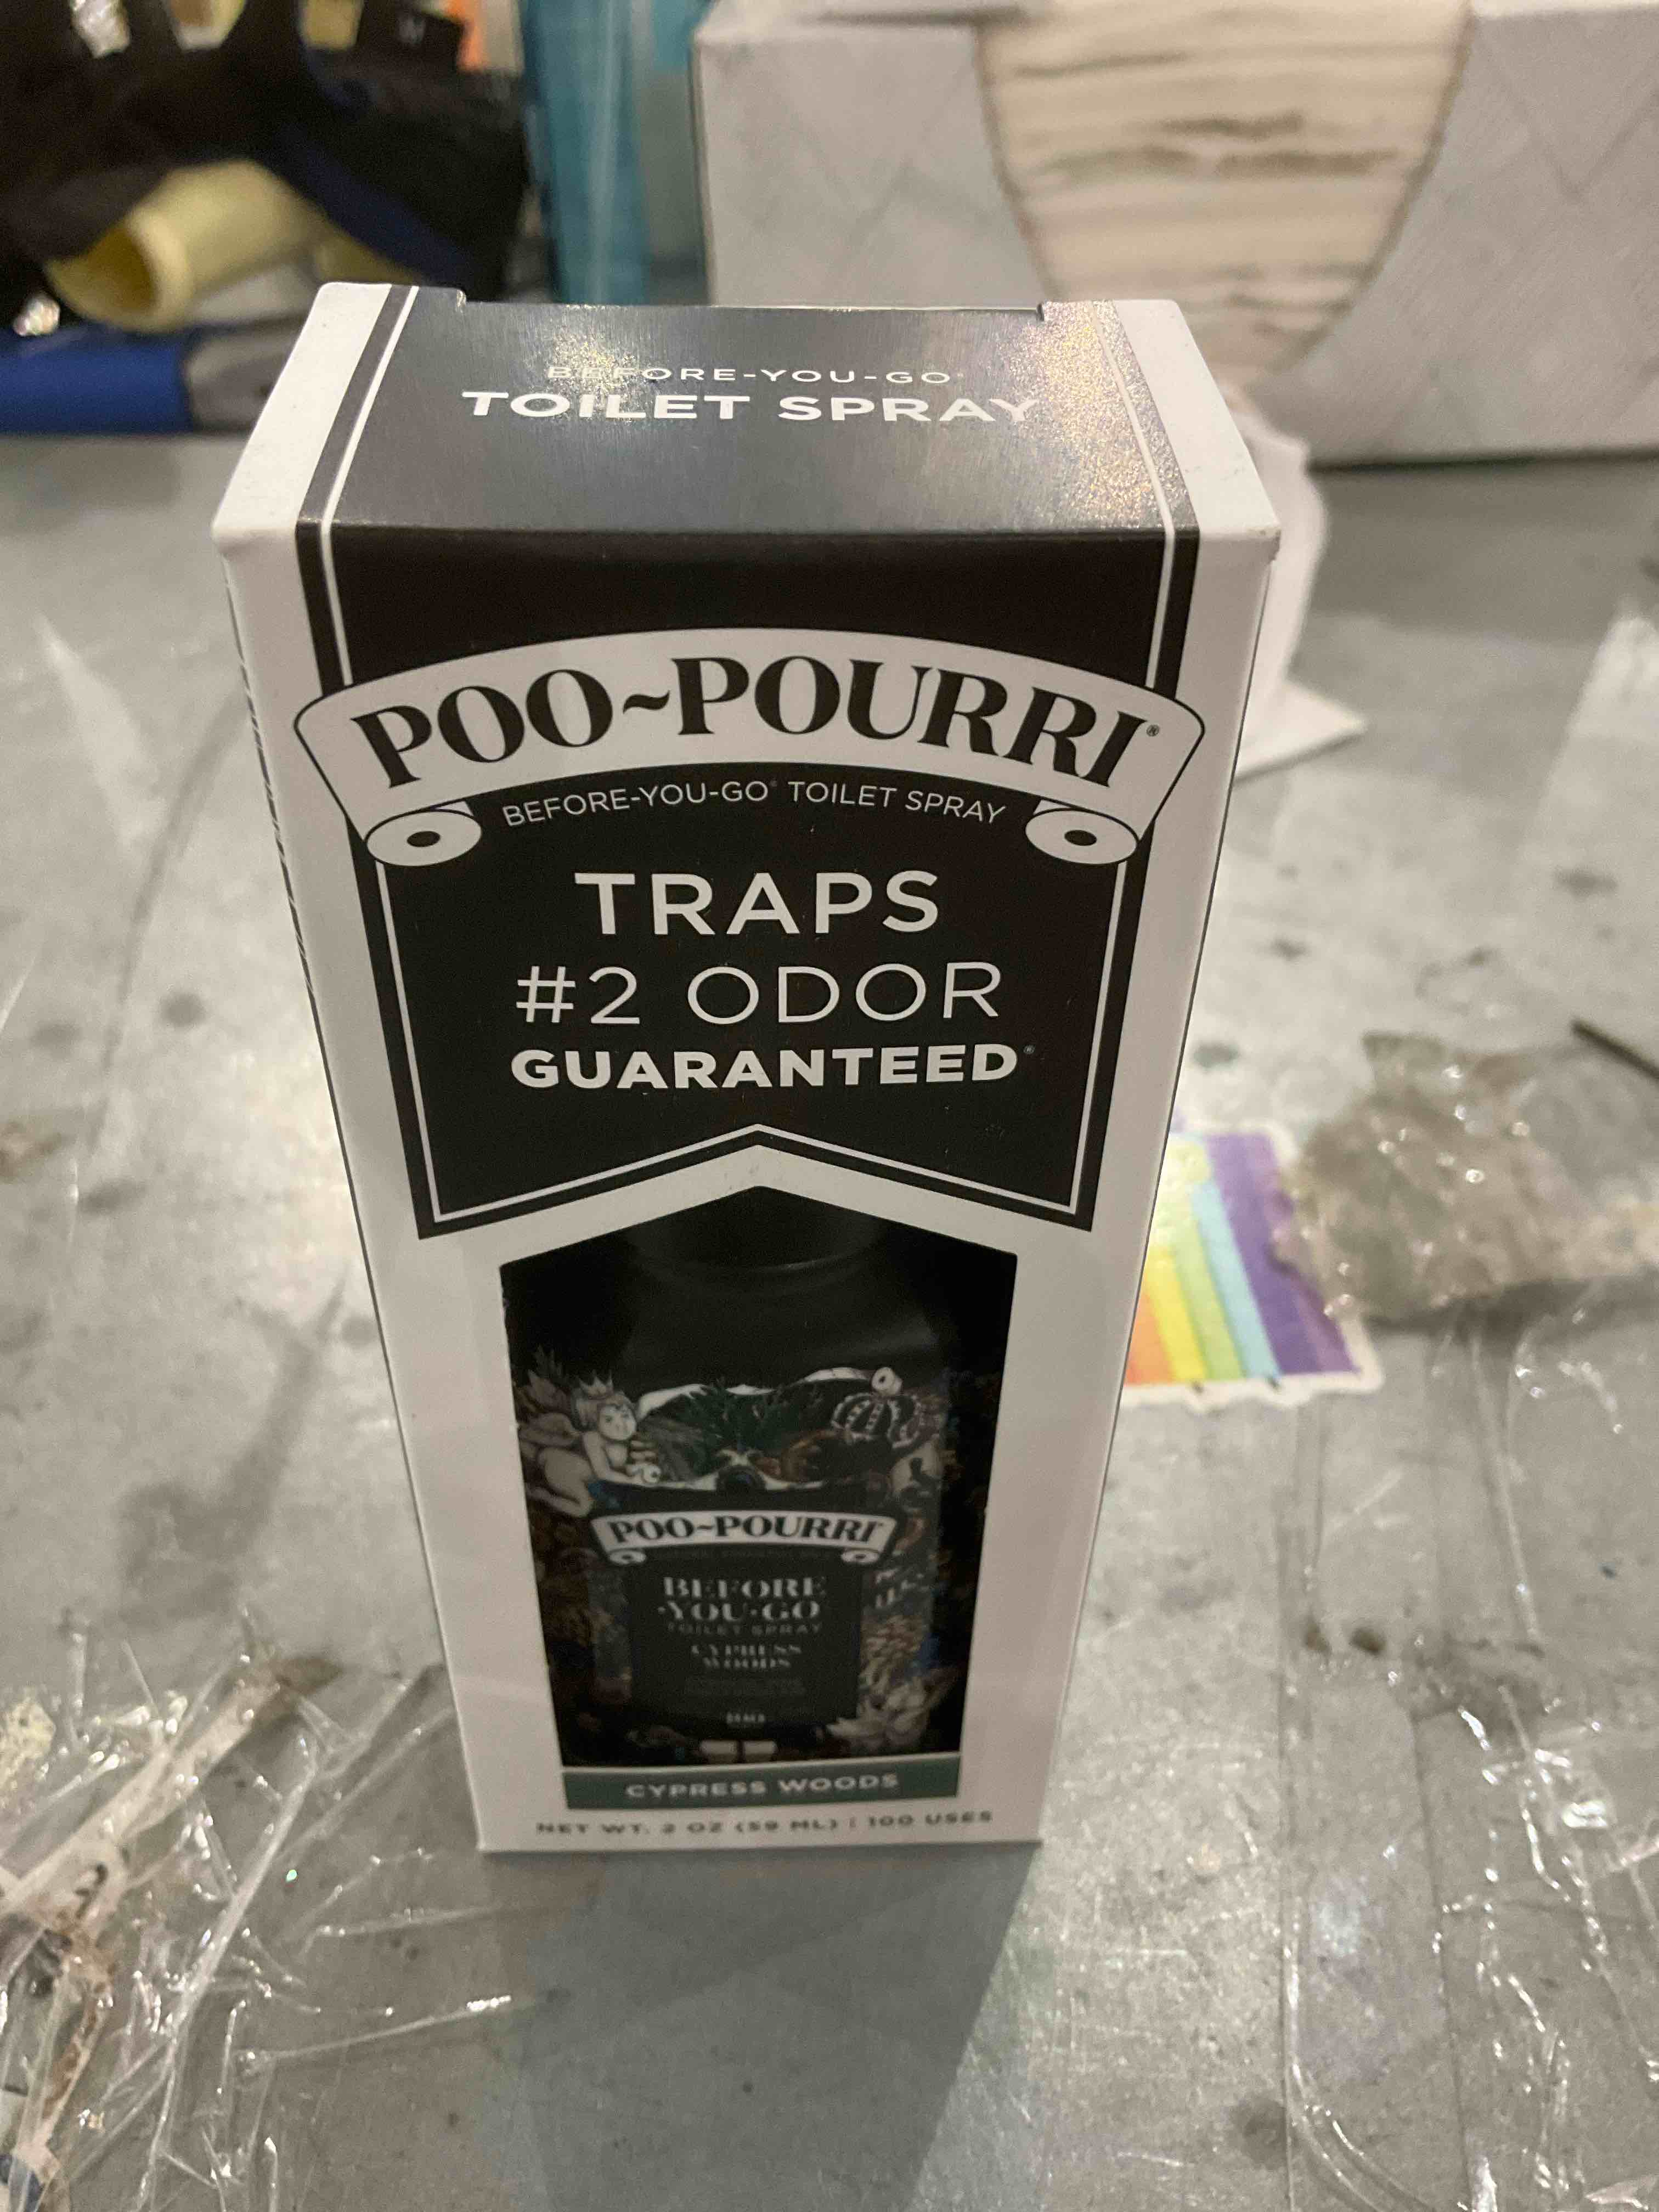 BEFORE-YOU-GO®
TOILET SPRAY
POO~POURRI®
BEFORE-YOU-GO® TOILET SPRAY
TRAPS
#2 ODOR
GUARANTEED®
POO~POURRI
BEFORE
·YOU·GO
TOILET SPRAY
CYPRESS
WOODS
CYPRESS WOODS
NET WT. 2 OZ (59 ML) | 100 USES